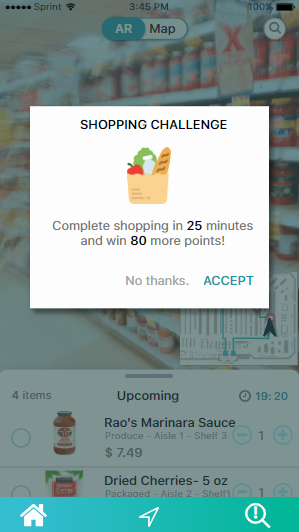 Sprint 3:45 PM 100%
AR Map
SHOPPING CHALLENGE
Complete shopping in 25 minutes
and win 80 more points!
No thanks. ACCEPT
4 items Upcoming 19: 20
Rao's Marinara Sauce
Produce - Aisle 1 - Shelf 3
1
$ 7.49
Dried Cherries- 5 oz
Packaged - Aisle 2 - Shelf1
1